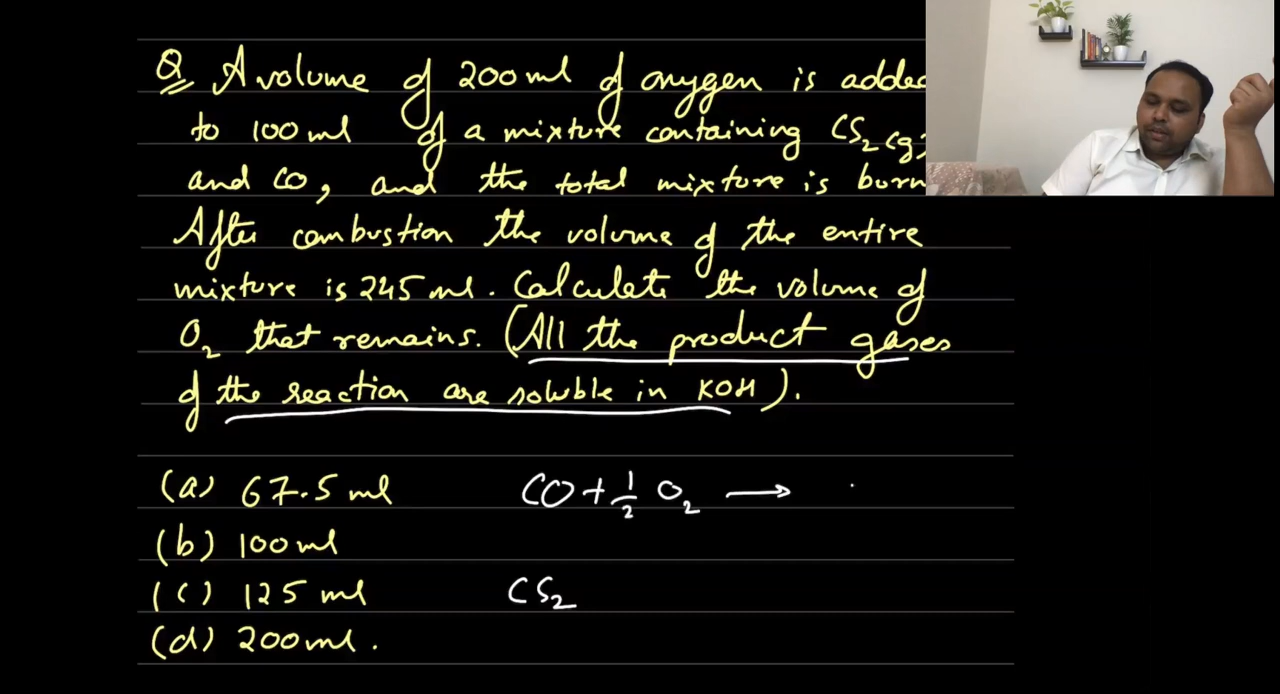 Q A volume of 200 ml of oxygen is added
to 100 ml of a mixture containing CS₂ (g)
and CO, and the total mixture is burn
After combustion the volume of the entire
mixture is 245 ml. Calculate the volume of
O₂ that remains. (All the product gases
of the reaction are soluble in KOH).
(a) 67.5 ml
CO + 1/2 O₂ →
(b) 100 ml
(c) 125 ml
CS₂
(d) 200 ml.